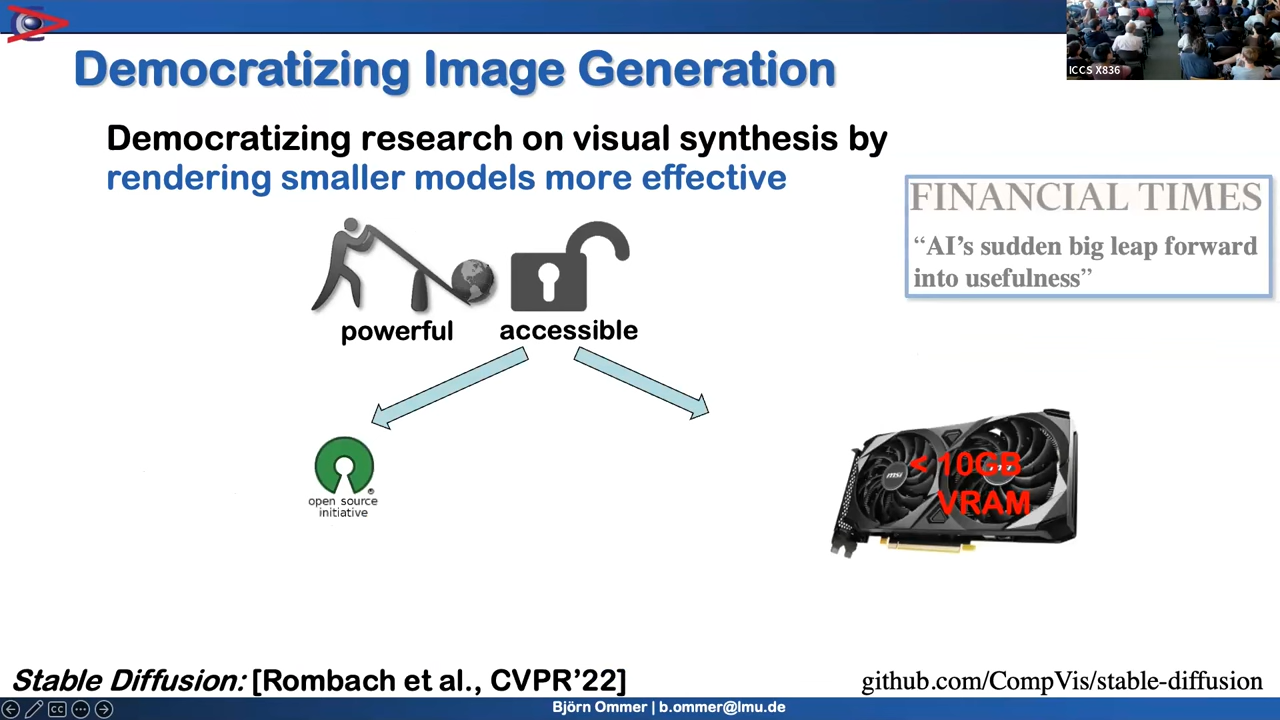 ICCS X836
Democratizing Image Generation
Democratizing research on visual synthesis by
rendering smaller models more effective
FINANCIAL TIMES
“AI’s sudden big leap forward
into usefulness”
powerful
accessible
open source
initiative
®
msi
< 10GB
VRAM
Stable Diffusion: [Rombach et al., CVPR’22]
github.com/CompVis/stable-diffusion
CC
Björn Ommer | b.ommer@lmu.de